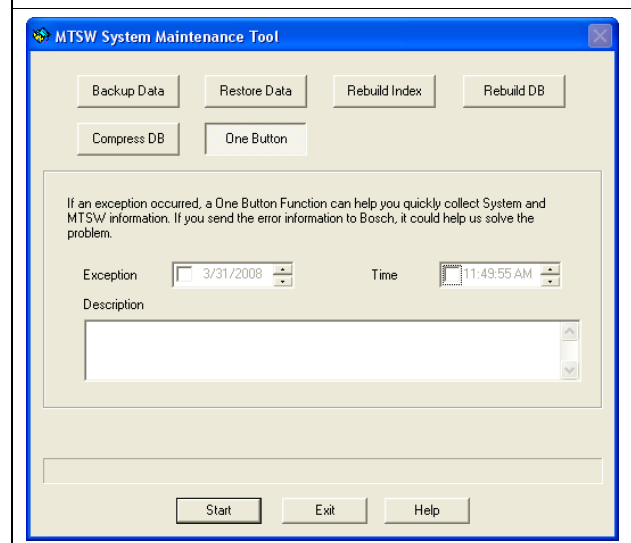 MTSW System Maintenance Tool
Backup Data Restore Data Rebuild Index Rebuild DB
Compress DB One Button
If an exception occurred, a One Button Function can help you quickly collect System and
MTSW information. If you send the error information to Bosch, it could help us solve the
problem.
Exception 3/31/2008 Time 11:49:55 AM
Description
Start Exit Help